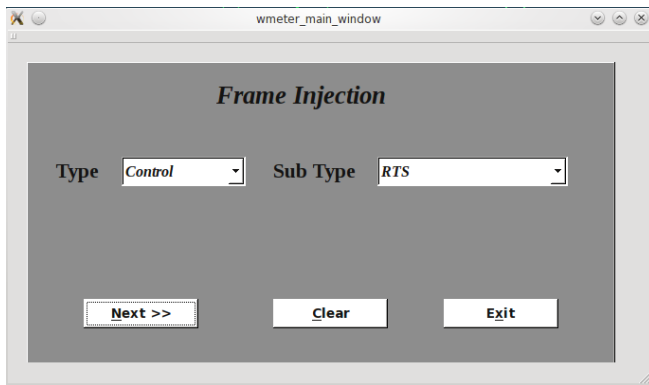 wmeter_main_window
Frame Injection
Type Control Sub Type RTS
Next >> Clear Exit